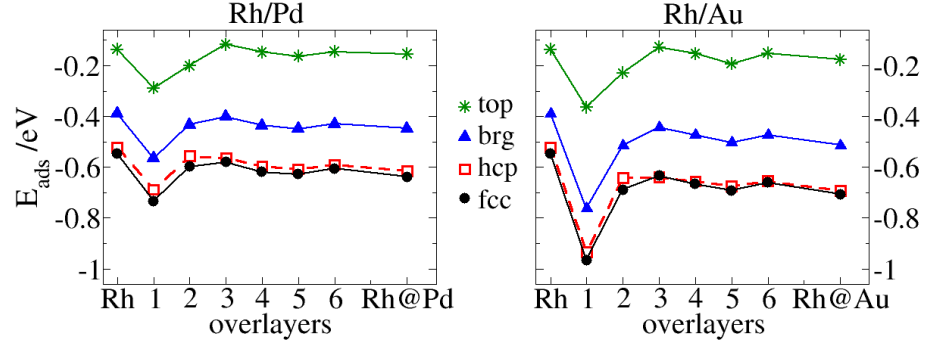 Rh/Pd
Rh/Au
E_ads /eV
-0.2
-0.4
-0.6
-0.8
-1
top
brg
hcp
fcc
-0.2
-0.4
-0.6
-0.8
-1
Rh 1 2 3 4 5 6 Rh@Pd
overlayers
Rh 1 2 3 4 5 6 Rh@Au
overlayers